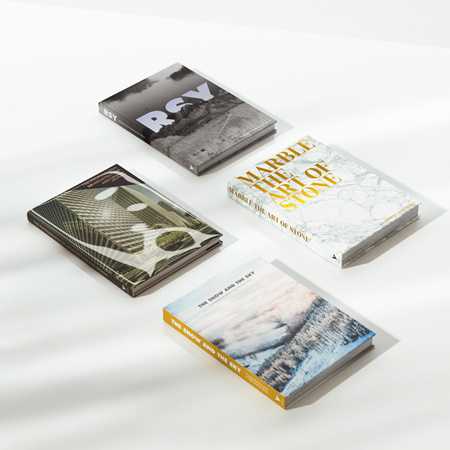 RSY
RSY
MARBLE
THE
ART OF
STONE
MARBLE THE ART OF STONE
THE SNOW AND THE SKY
THE SNOW AND THE SKY